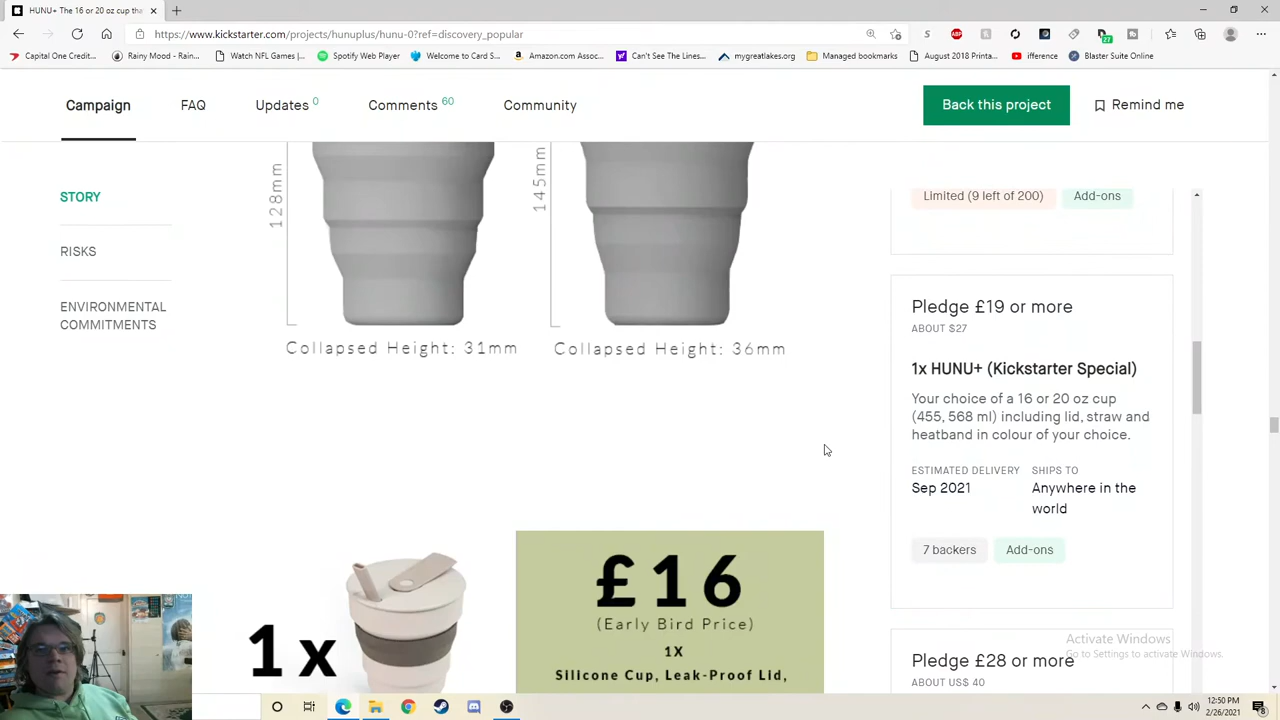 HUNU+ The 16 or 20 oz cup tha
https://www.kickstarter.com/projects/hunuplus/hunu-0?ref=discovery_popular
Capital One Credit...
Rainy Mood - Rain...
Watch NFL Games |...
Spotify Web Player
Welcome to Card S...
Amazon.com Assoc...
Can't See The Lines...
mygreatlakes.org
Managed bookmarks
August 2018 Printa...
ifference
Blaster Suite Online
Campaign
FAQ
Updates 0
Comments 60
Community
Back this project
Remind me
STORY
RISKS
ENVIRONMENTAL
COMMITMENTS
128mm
145mm
Collapsed Height: 31mm
Collapsed Height: 36mm
Limited (9 left of 200)
Add-ons
Pledge £19 or more
ABOUT $27
1x HUNU+ (Kickstarter Special)
Your choice of a 16 or 20 oz cup
(455, 568 ml) including lid, straw and
heatband in colour of your choice.
ESTIMATED DELIVERY
SHIPS TO
Sep 2021
Anywhere in the
world
7 backers
Add-ons
1x
£16
(Early Bird Price)
1X
Silicone Cup, Leak-Proof Lid,
Pledge £28 or more
ABOUT US$ 40
Activate Windows
Go to Settings to activate Windows.
12:50 PM
2/26/2021